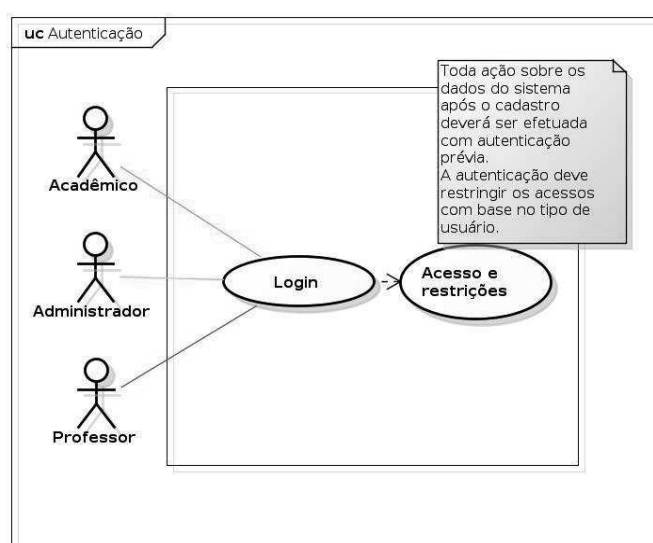 uc Autenticação
Toda ação sobre os
dados do sistema
após o cadastro
deverá ser efetuada
com autenticação
prévia.
A autenticação deve
restringir os acessos
com base no tipo de
usuário.
Acadêmico
Administrador
Professor
Login
Acesso e
restrições